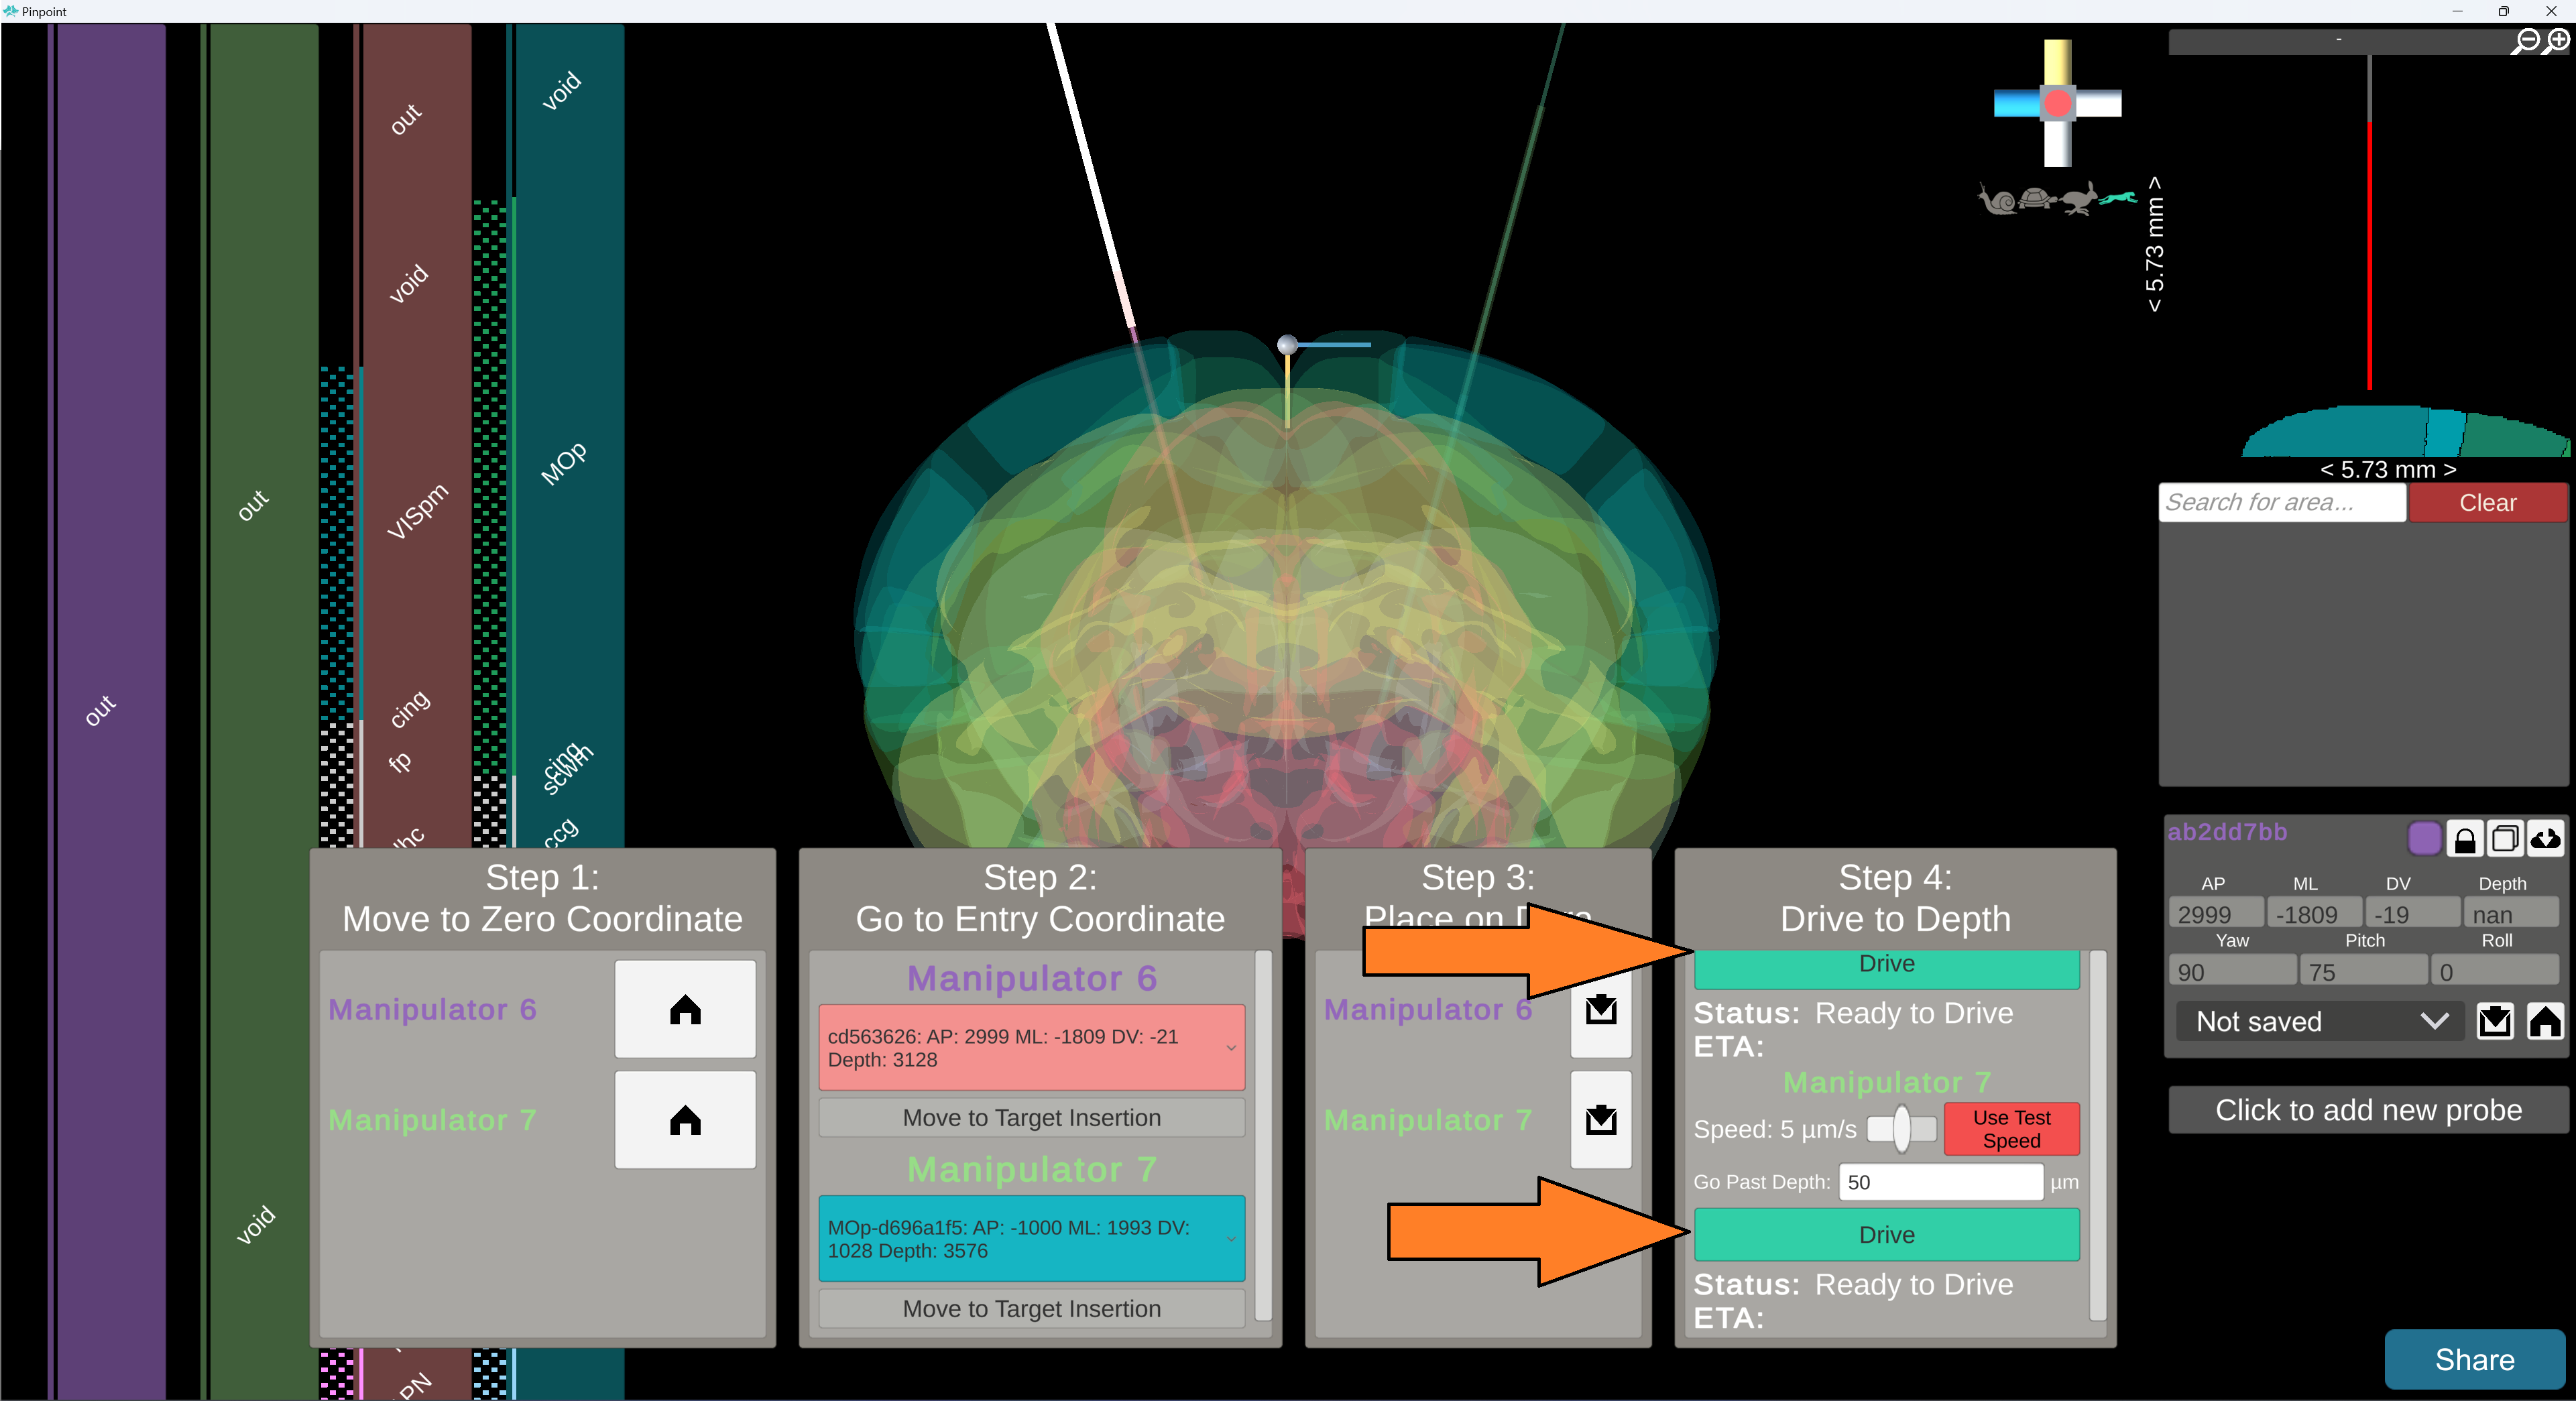 Pinpoint
out
out
void
out
void
VISpm
cing
fp
PN
void
MOp
cing
scwm
ccg
< 5.73 mm >
-
< 5.73 mm >
Search for area...
Clear
ab2dd7bb
AP ML DV Depth
2999 -1809 -19 nan
Yaw Pitch Roll
90 75 0
Not saved
Click to add new probe
Share
Step 1:
Move to Zero Coordinate
Manipulator 6
Manipulator 7
Step 2:
Go to Entry Coordinate
Manipulator 6
cd563626: AP: 2999 ML: -1809 DV: -21
Depth: 3128
Move to Target Insertion
Manipulator 7
MOp-d696a1f5: AP: -1000 ML: 1993 DV:
1028 Depth: 3576
Move to Target Insertion
Step 3:
Place on
Manipulator 6
Manipulator 7
Step 4:
Drive to Depth
Drive
Status: Ready to Drive
ETA:
Manipulator 7
Speed: 5 µm/s
Use Test
Speed
Go Past Depth: 50 µm
Drive
Status: Ready to Drive
ETA: